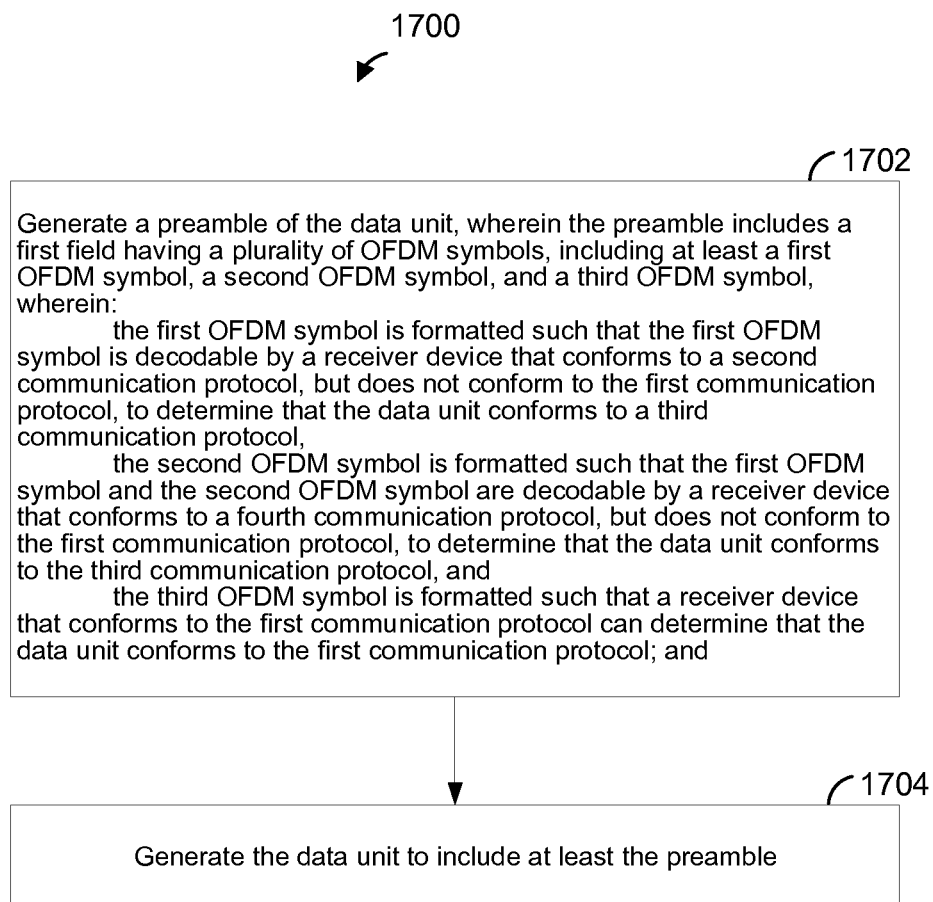 1700
1702
Generate a preamble of the data unit, wherein the preamble includes a
first field having a plurality of OFDM symbols, including at least a first
OFDM symbol, a second OFDM symbol, and a third OFDM symbol,
wherein:
the first OFDM symbol is formatted such that the first OFDM
symbol is decodable by a receiver device that conforms to a second
communication protocol, but does not conform to the first communication
protocol, to determine that the data unit conforms to a third
communication protocol,
the second OFDM symbol is formatted such that the first OFDM
symbol and the second OFDM symbol are decodable by a receiver device
that conforms to a fourth communication protocol, but does not conform to
the first communication protocol, to determine that the data unit conforms
to the third communication protocol, and
the third OFDM symbol is formatted such that a receiver device
that conforms to the first communication protocol can determine that the
data unit conforms to the first communication protocol; and
1704
Generate the data unit to include at least the preamble